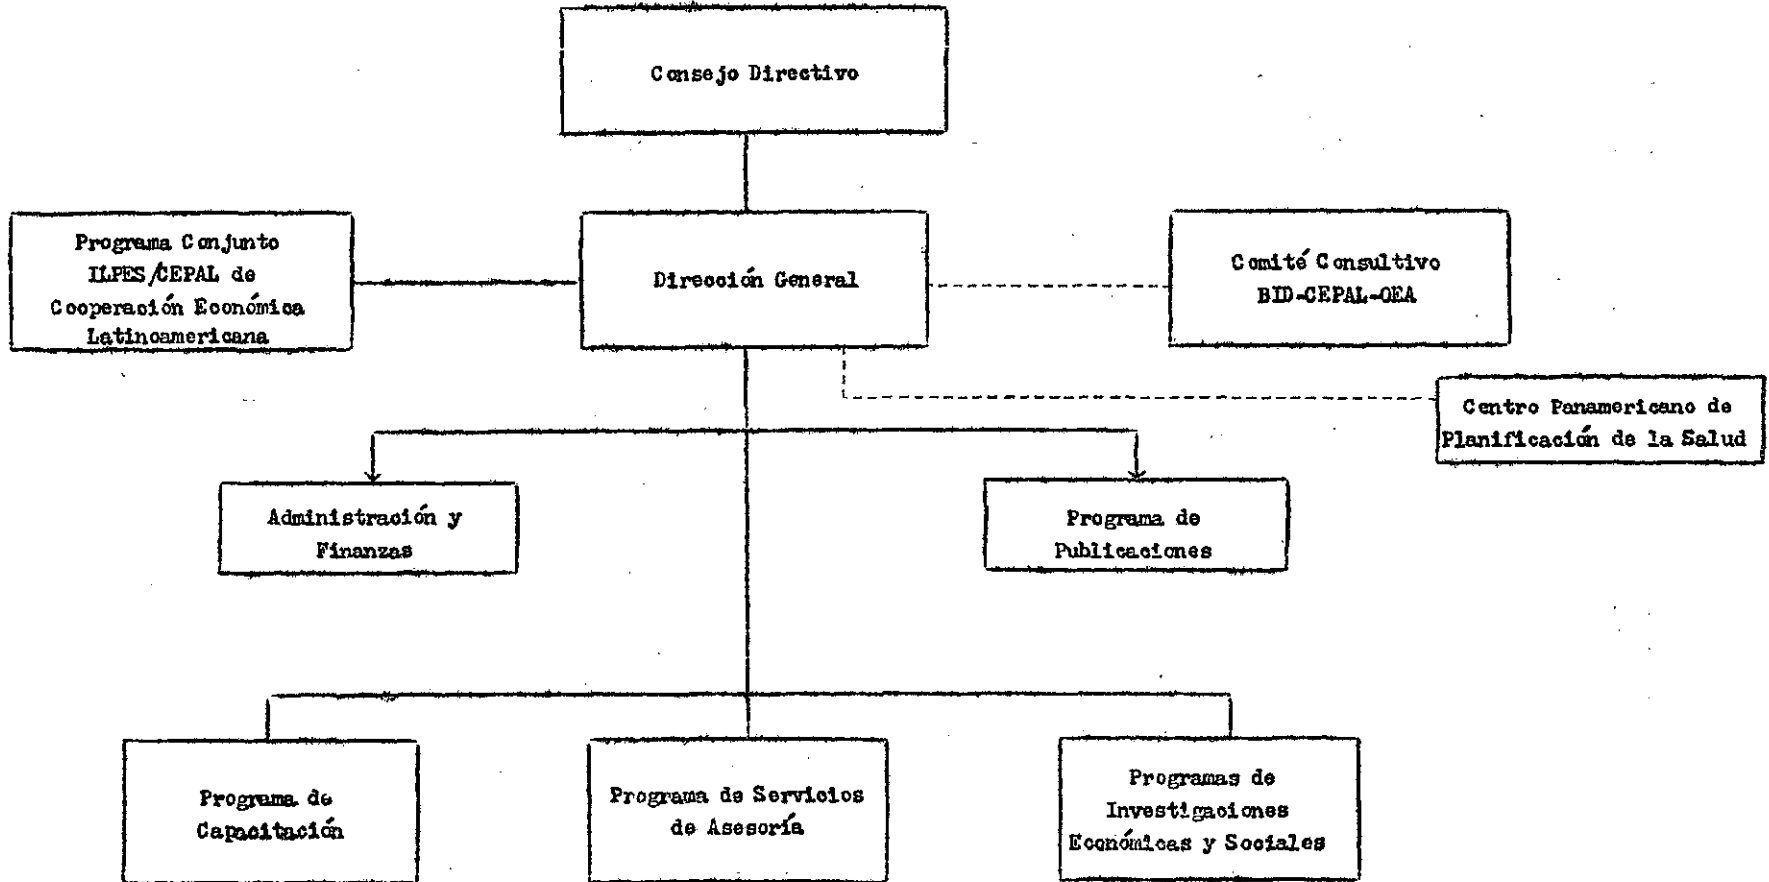 Consejo Directivo
Programa Conjunto
ILPES/CEPAL de
Cooperación Económica
Latinoamericana
Dirección General
Comité Consultivo
BID-CEPAL-OEA
Centro Panamericano de
Planificación de la Salud
Administración y
Finanzas
Programa de
Publicaciones
Programa de
Capacitación
Programa de Servicios
de Asesoría
Programas de
Investigaciones
Económicas y Sociales